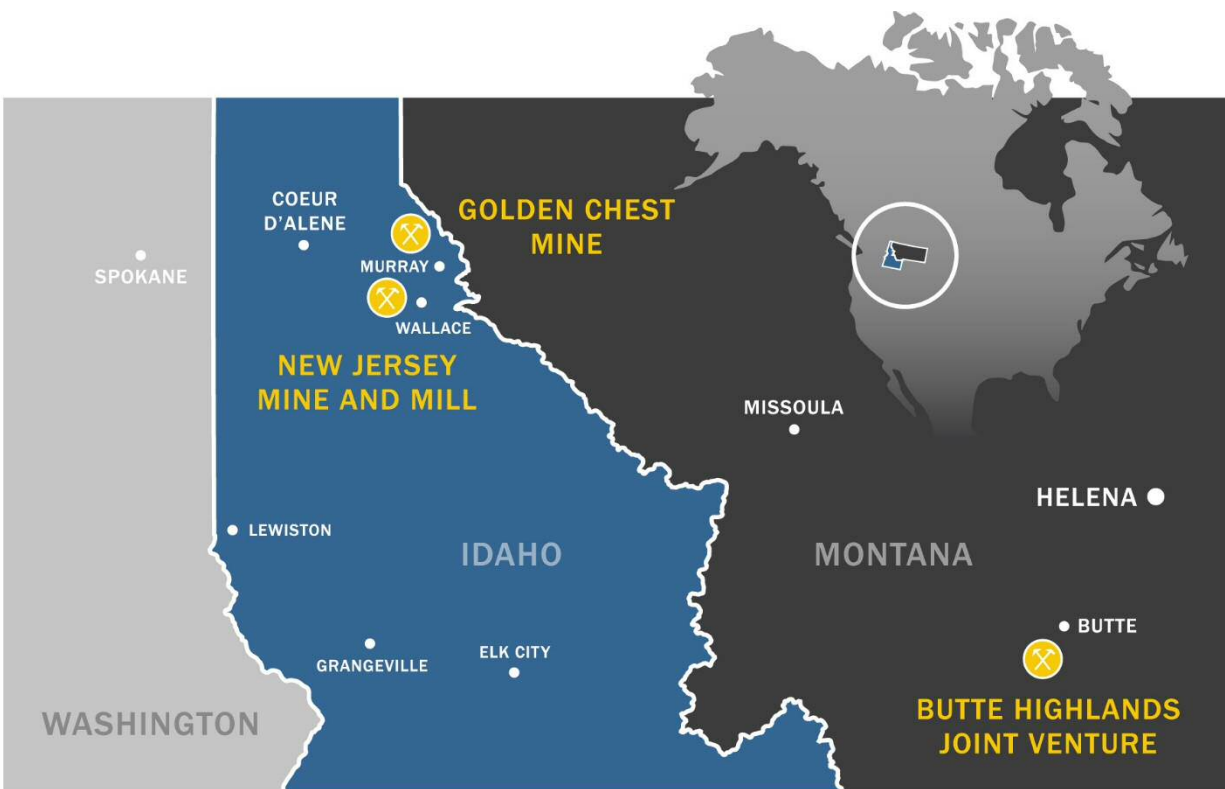 COEUR
D'ALENE
GOLDEN CHEST
MINE
SPOKANE
MURRAY
WALLACE
NEW JERSEY
MINE AND MILL
MISSOULA
HELENA
LEWISTON
IDAHO
MONTANA
BUTTE
GRANGEVILLE
ELK CITY
WASHINGTON
BUTTE HIGHLANDS
JOINT VENTURE